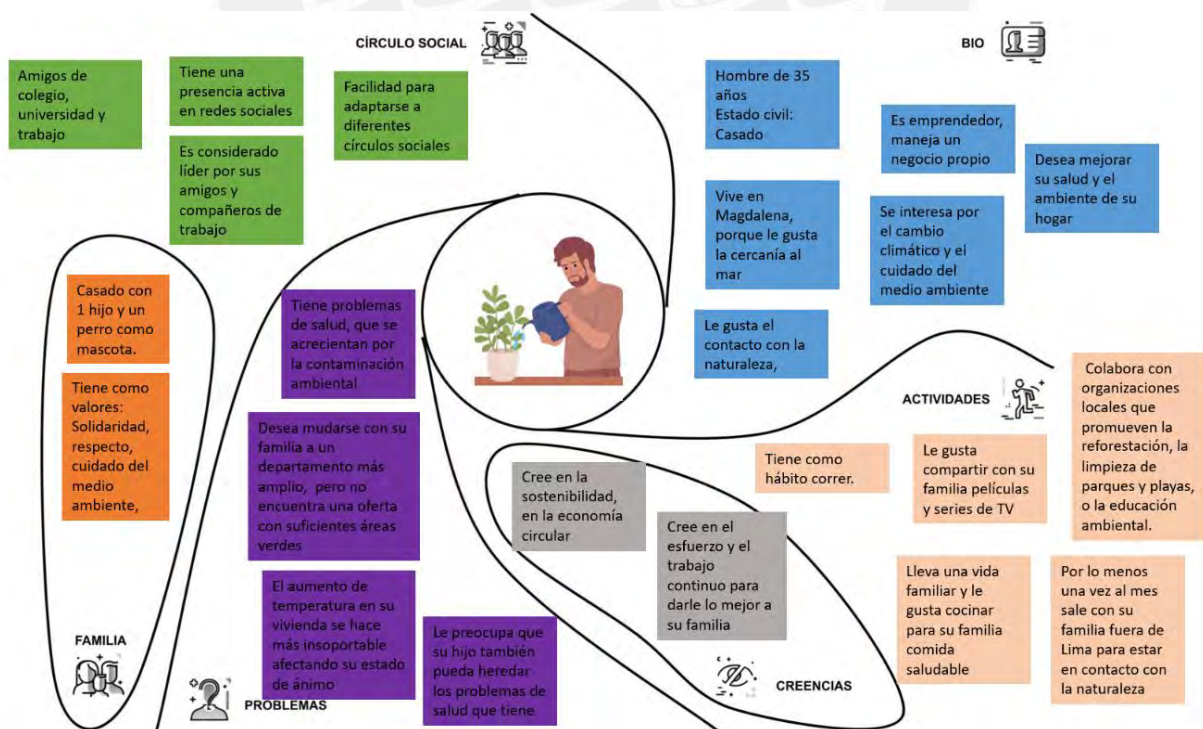 CÍRCULO SOCIAL
Amigos de
colegio,
universidad y
trabajo
Tiene una
presencia activa
en redes sociales
Facilidad para
adaptarse a
diferentes
círculos sociales
Es considerado
líder por sus
amigos y
compañeros de
trabajo
BIO
Hombre de 35
años
Estado civil:
Casado
Es emprendedor,
maneja un
negocio propio
Desea mejorar
su salud y el
ambiente de su
hogar
Vive en
Magdalena,
porque le gusta
la cercanía al
mar
Se interesa por
el cambio
climático y el
cuidado del
medio ambiente
Le gusta el
contacto con la
naturaleza,
Casado con
1 hijo y un
perro como
mascota.
Tiene como
valores:
Solidaridad,
respecto,
cuidado del
medio
ambiente,
FAMILIA
Tiene problemas
de salud, que se
acrecientan por
la contaminación
ambiental
Desea mudarse con su
familia a un
departamento más
amplio, pero no
encuentra una oferta
con suficientes áreas
verdes
El aumento de
temperatura en su
vivienda se hace
más insoportable
afectando su estado
de ánimo
Le preocupa que
su hijo también
pueda heredar
los problemas de
salud que tiene
PROBLEMAS
Cree en la
sostenibilidad,
en la economía
circular
Cree en el
esfuerzo y el
trabajo
continuo para
darle lo mejor a
su familia
CREENCIAS
ACTIVIDADES
Tiene como
hábito correr.
Le gusta
compartir con su
familia películas
y series de TV
Colabora con
organizaciones
locales que
promueven la
reforestación, la
limpieza de
parques y playas,
o la educación
ambiental.
Lleva una vida
familiar y le
gusta cocinar
para su familia
comida
saludable
Por lo menos
una vez al mes
sale con su
familia fuera de
Lima para estar
en contacto con
la naturaleza